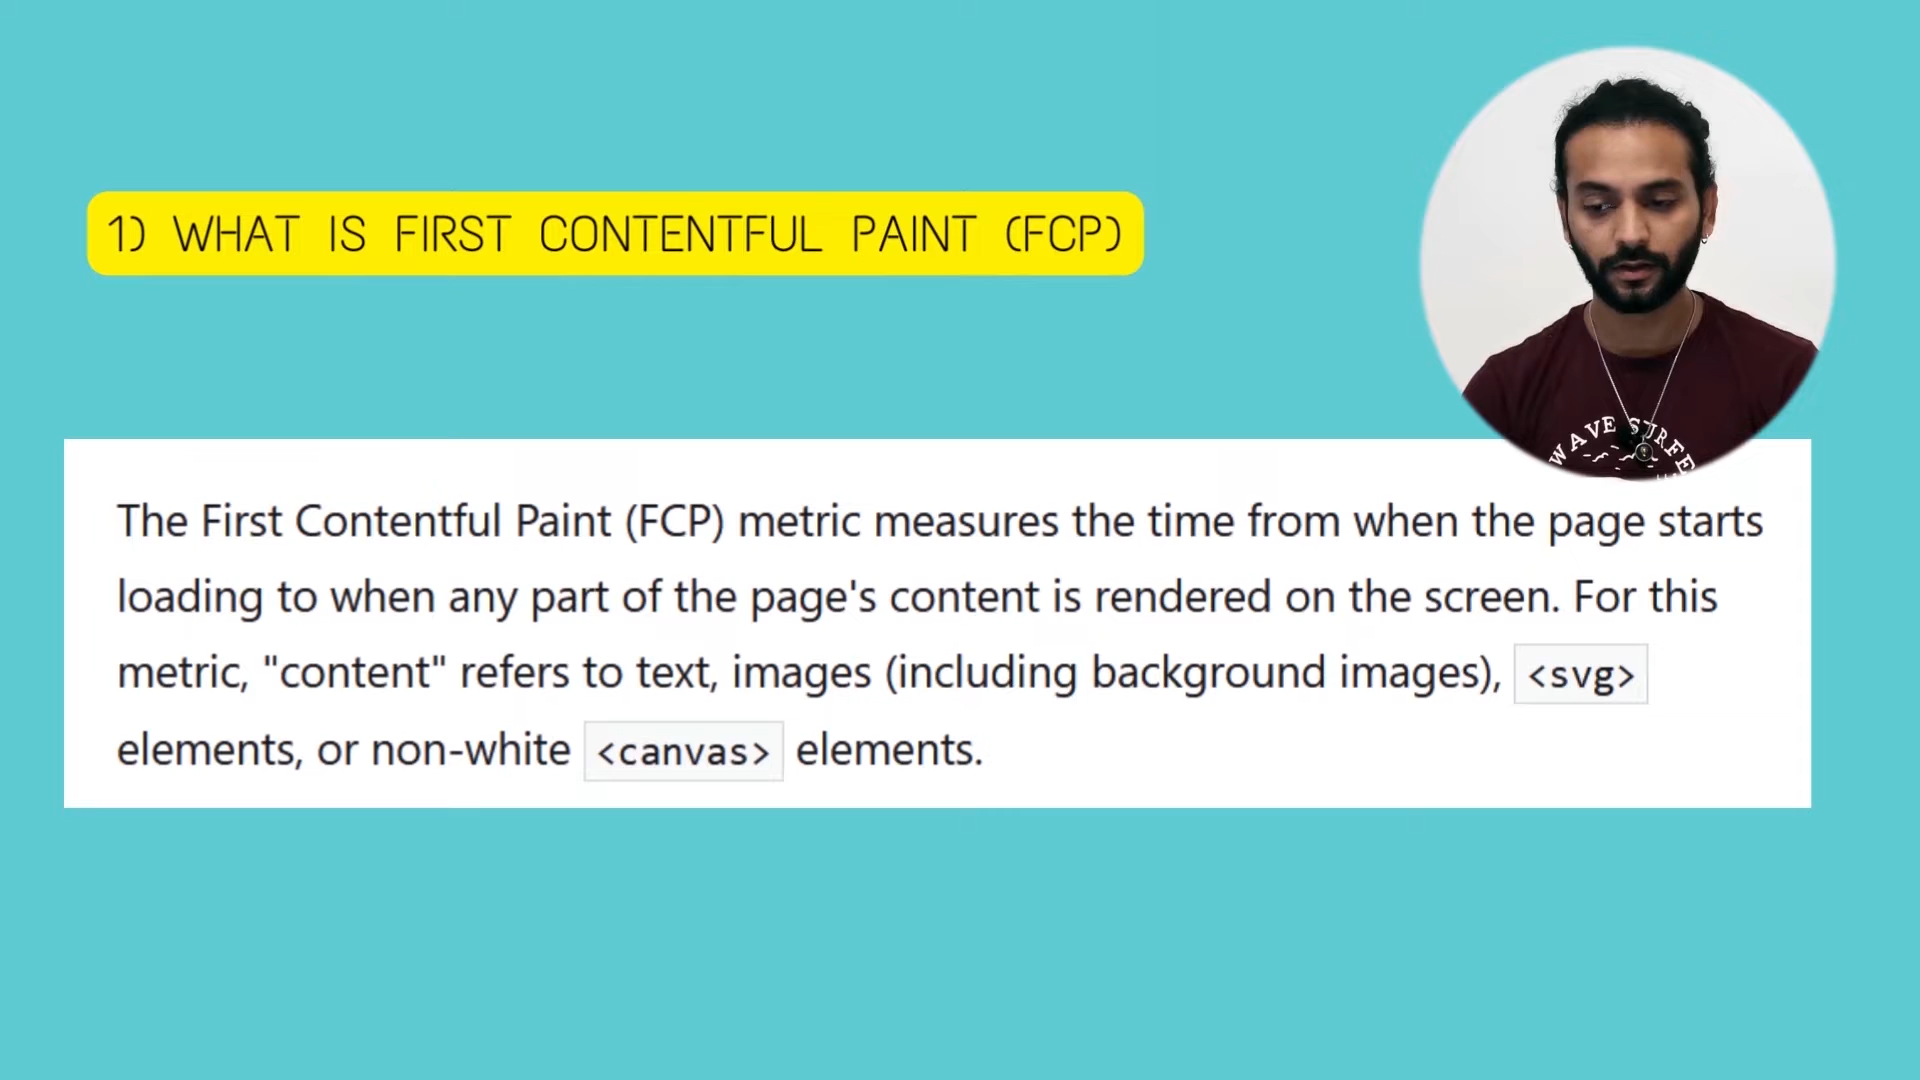 1) WHAT IS FIRST CONTENTFUL PAINT (FCP)
WAVE SURFE
The First Contentful Paint (FCP) metric measures the time from when the page starts
loading to when any part of the page's content is rendered on the screen. For this
metric, "content" refers to text, images (including background images), <svg>
elements, or non-white <canvas> elements.